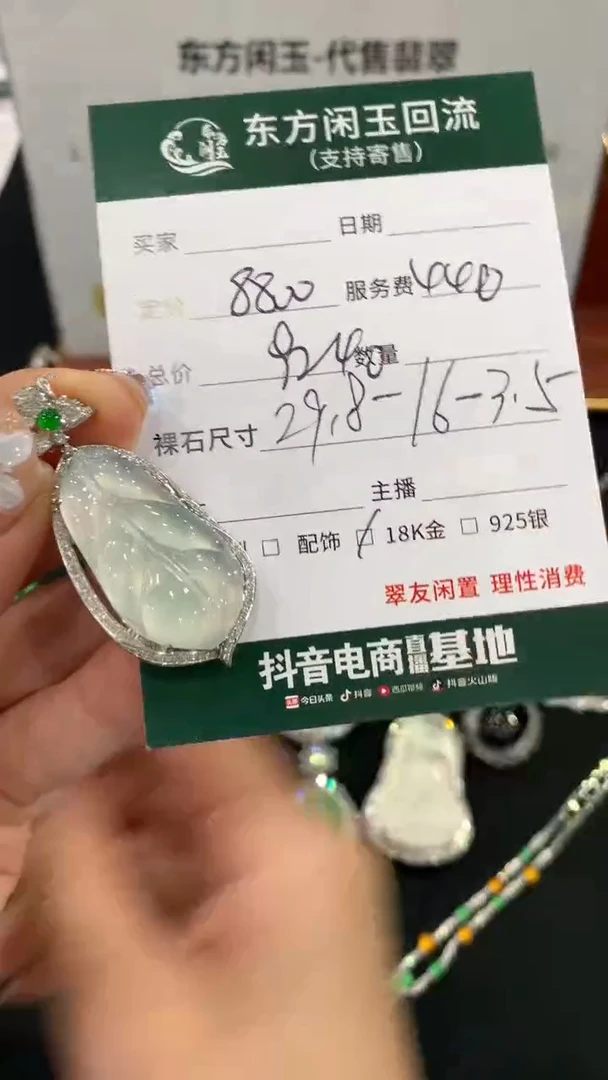 东方闲玉-代售翡翠
东方闲玉回流
(支持寄售)
买家 日期
定价 8800 服务费 440
总价 9240 数量
裸石尺寸 29.8-16-3.5
主播
配饰 18K金 925银
翠友闲置 理性消费
抖音电商直播基地
今日头条 抖音 西瓜视频 抖音火山版